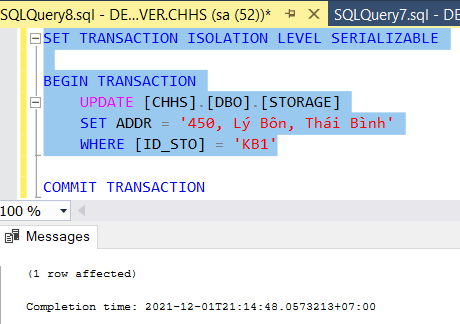 SQLQuery8.sql - DE...VER.CHHS (sa (52))* SQLQuery7.sql - DE
SET TRANSACTION ISOLATION LEVEL SERIALIZABLE
BEGIN TRANSACTION
UPDATE [CHHS].[DBO].[STORAGE]
SET ADDR = '450, Lý Bôn, Thái Bình'
WHERE [ID_STO] = 'KB1'
COMMIT TRANSACTION
100 %
Messages
(1 row affected)
Completion time: 2021-12-01T21:14:48.0573213+07:00